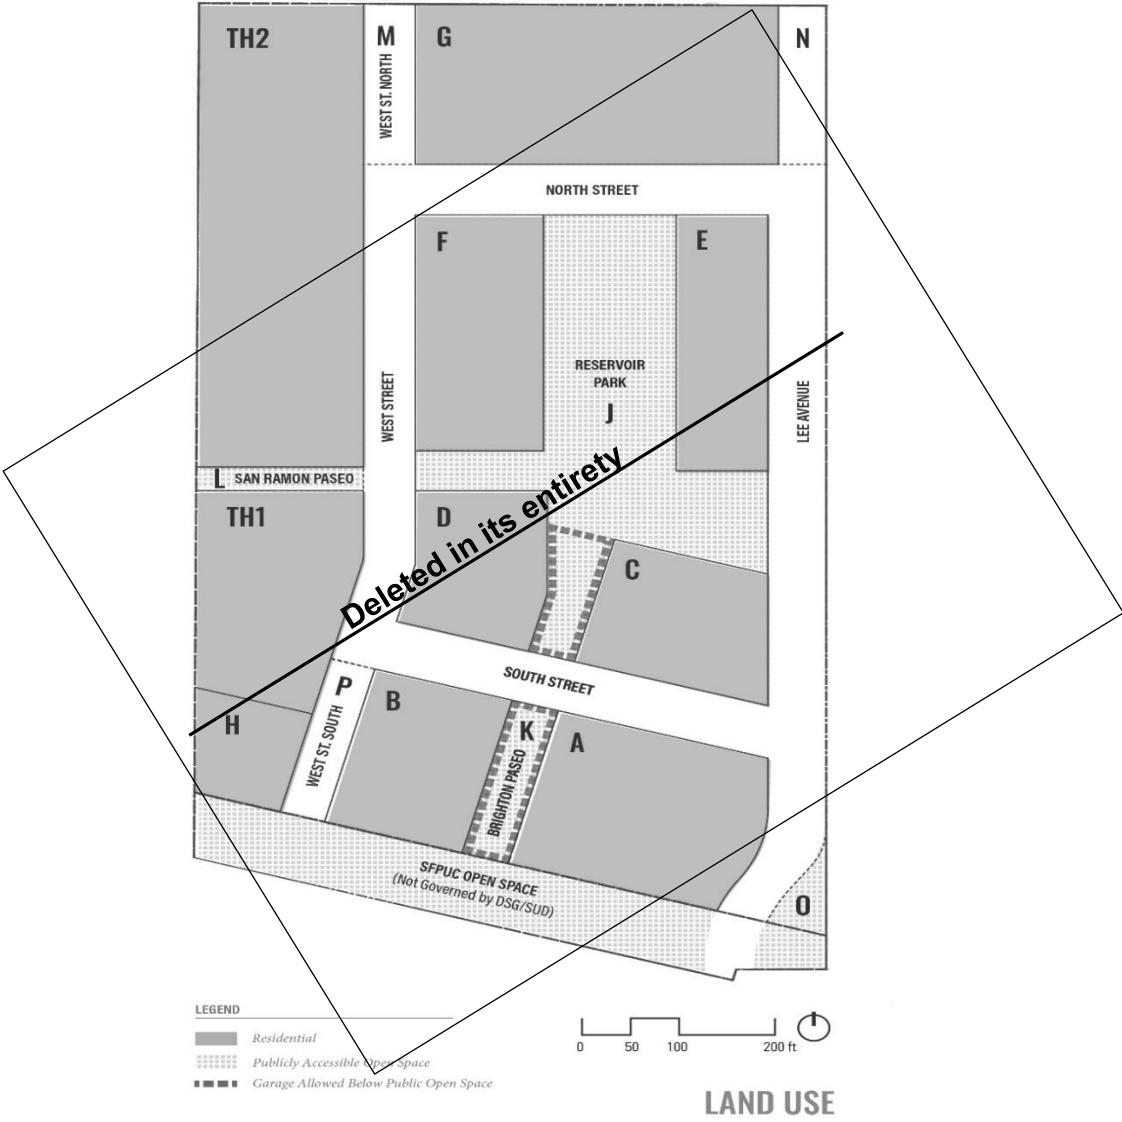 TH2
M
G
N
WEST ST. NORTH
NORTH STREET
F
E
RESERVOIR
PARK
J
WEST STREET
LEE AVENUE
L SAN RAMON PASEO
TH1
D
Deleted in its entirety
C
SOUTH STREET
P
B
K
A
H
WEST ST. SOUTH
BRIGHTON PASEO
SFPUC OPEN SPACE
(Not Governed by DSG/SUD)
O
LEGEND
Residential
Publicly Accessible Open Space
Garage Allowed Below Public Open Space
0 50 100 200 ft
LAND USE